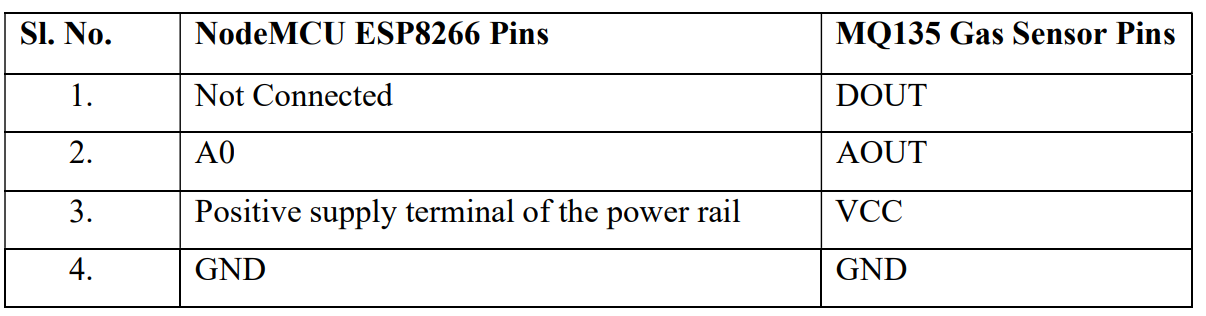 Sl. No. NodeMCU ESP8266 Pins MQ135 Gas Sensor Pins
1. Not Connected DOUT
2. A0 AOUT
3. Positive supply terminal of the power rail VCC
4. GND GND